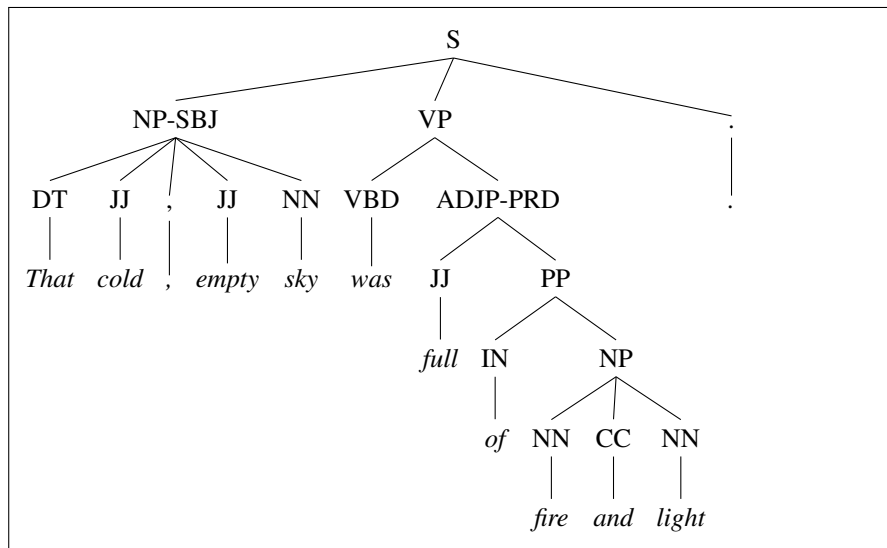 S
NP-SBJ VP .
DT JJ , JJ NN VBD ADJP-PRD .
That cold , empty sky was JJ PP
full IN NP
of NN CC NN
fire and light